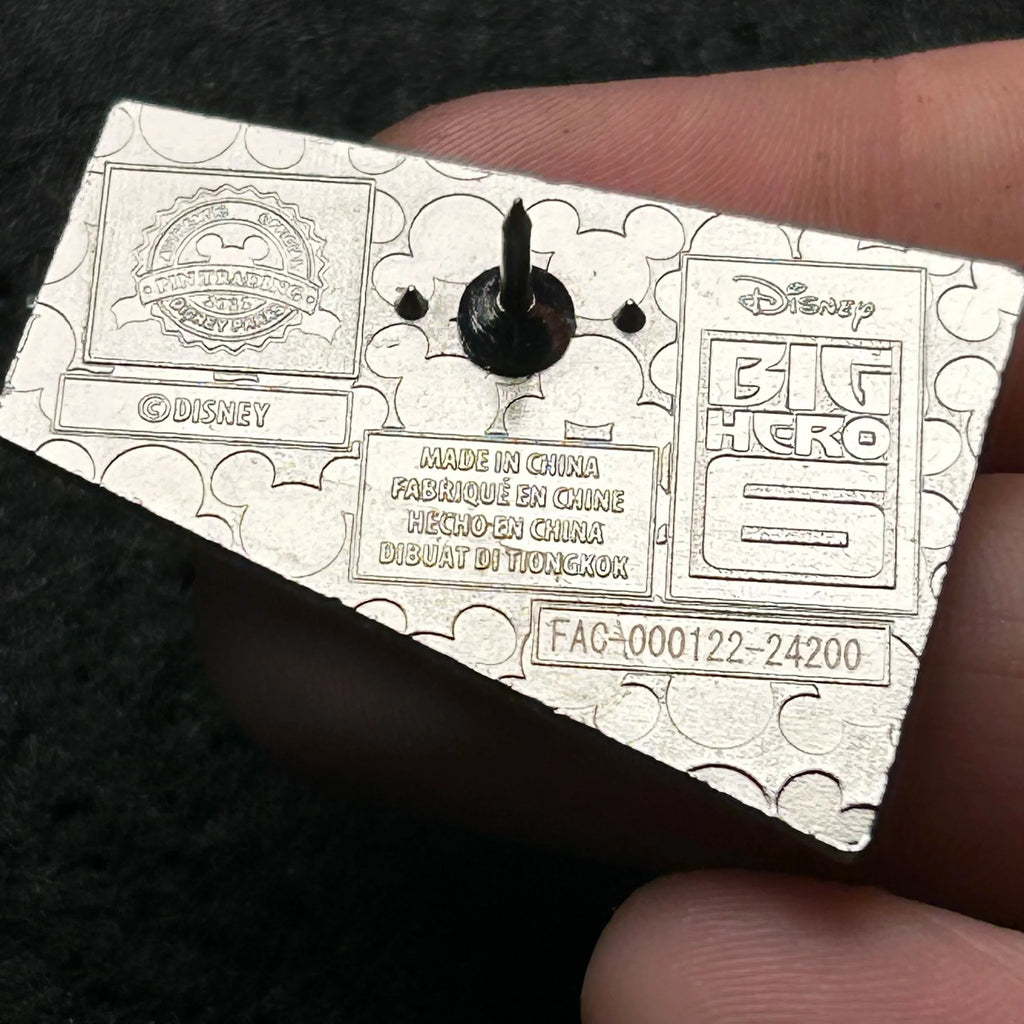 PIN TRADING
DISNEY PARKS
© DISNEY
MADE IN CHINA
FABRIQUÉ EN CHINE
HECHO EN CHINA
DIBUAT DI TIONGKOK
Disney
BIG
HERO
6
FAC-000122-24200